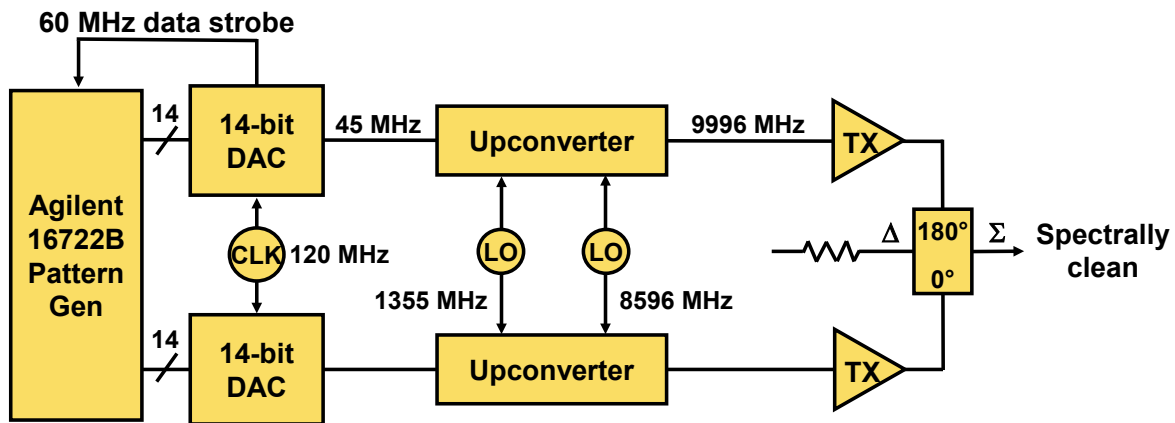 60 MHz data strobe
14
14-bit
DAC
45 MHz
Upconverter
9996 MHz
TX
Agilent
16722B
Pattern
Gen
CLK
120 MHz
LO
LO
1355 MHz
8596 MHz
Δ
180°
0°
Σ
Spectrally
clean
14
14-bit
DAC
Upconverter
TX